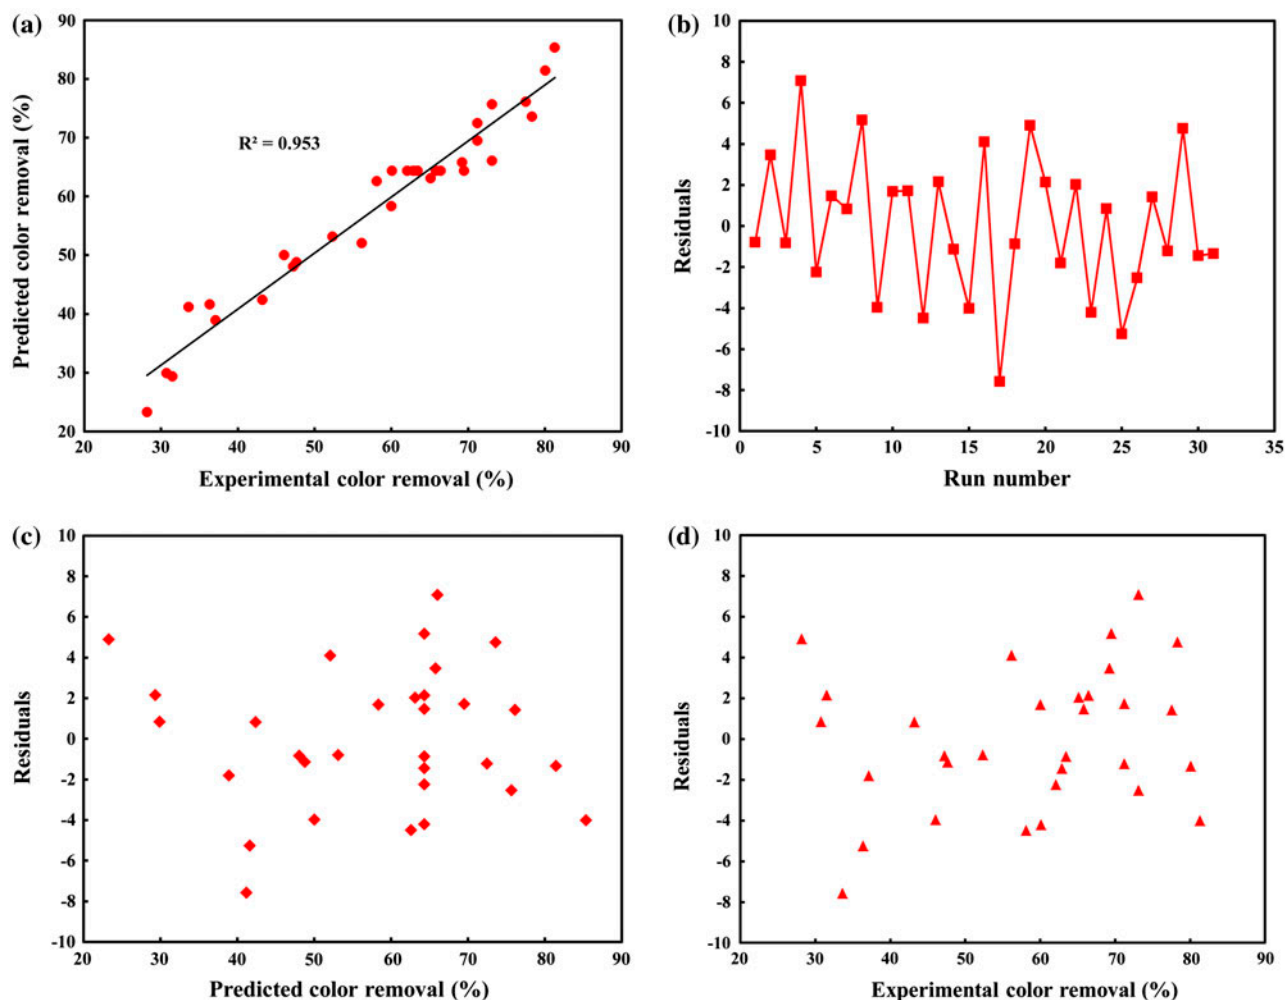 (a)
90
80
70
60
50
40
30
20
Predicted color removal (%)
R² = 0.953
20 30 40 50 60 70 80 90
Experimental color removal (%)
(b)
10
8
6
4
2
0
-2
-4
-6
-8
-10
Residuals
0 5 10 15 20 25 30 35
Run number
(c)
10
8
6
4
2
0
-2
-4
-6
-8
-10
Residuals
20 30 40 50 60 70 80 90
Predicted color removal (%)
(d)
10
8
6
4
2
0
-2
-4
-6
-8
-10
Residuals
20 30 40 50 60 70 80 90
Experimental color removal (%)